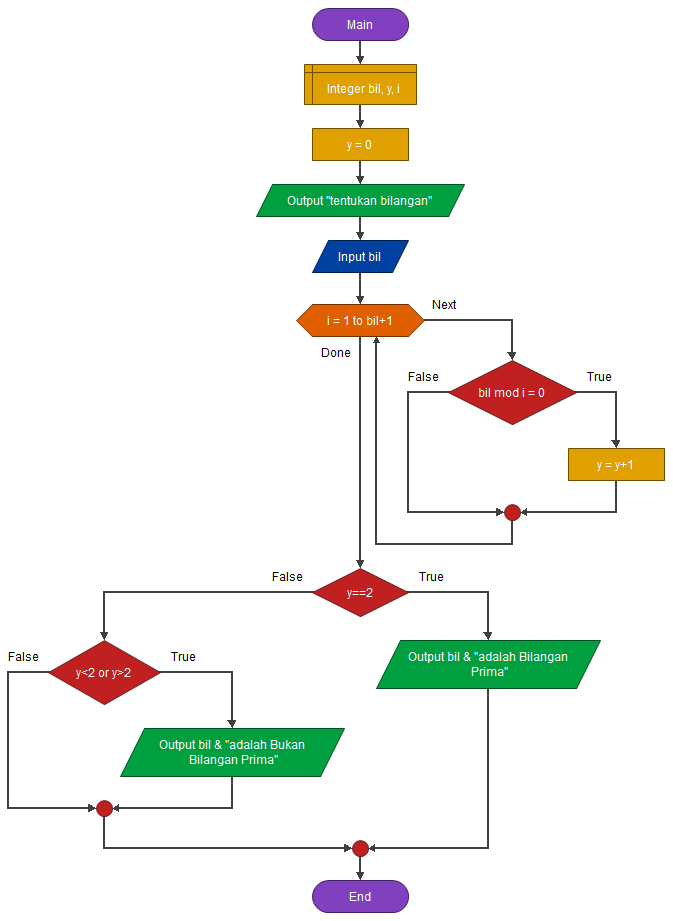 Main
Integer bil, y, i
y = 0
Output "tentukan bilangan"
Input bil
i = 1 to bil+1
Next
Done
bil mod i = 0
False
True
y = y+1
y==2
False
True
y<2 or y>2
False
True
Output bil & "adalah Bukan
Bilangan Prima"
Output bil & "adalah Bilangan
Prima"
End